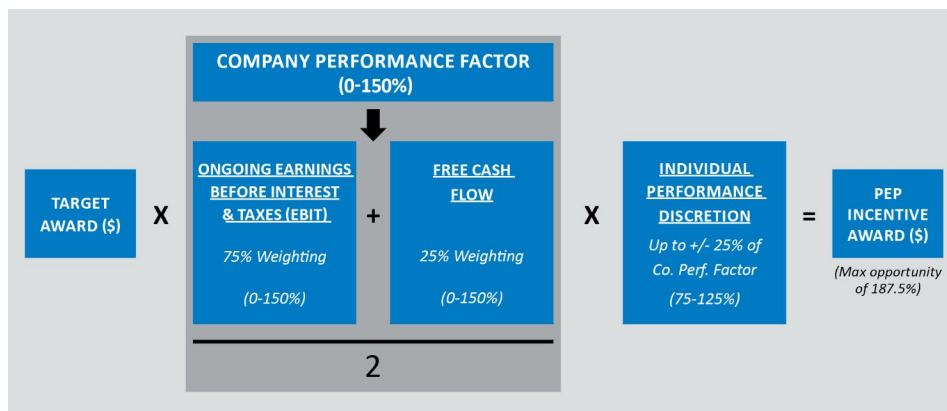 COMPANY PERFORMANCE FACTOR
(0-150%)
TARGET
AWARD ($)
X
ONGOING EARNINGS
BEFORE INTEREST
& TAXES (EBIT)
75% Weighting
(0-150%)
+
FREE CASH
FLOW
25% Weighting
(0-150%)
2
X
INDIVIDUAL
PERFORMANCE
DISCRETION
Up to +/- 25% of
Co. Perf. Factor
(75-125%)
=
PEP
INCENTIVE
AWARD ($)
(Max opportunity
of 187.5%)